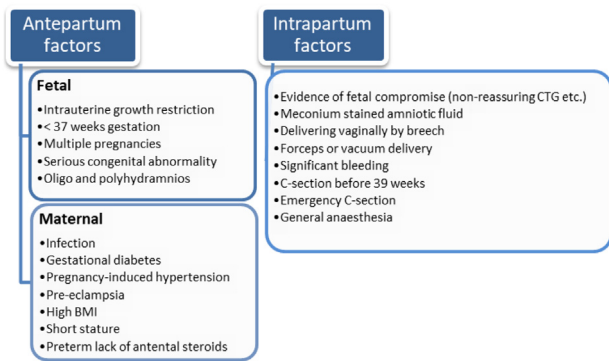 Antepartum
factors
Fetal
•Intrauterine growth restriction
•< 37 weeks gestation
•Multiple pregnancies
•Serious congenital abnormality
•Oligo and polyhydramnios
Maternal
•Infection
•Gestational diabetes
•Pregnancy-induced hypertension
•Pre-eclampsia
•High BMI
•Short stature
•Preterm lack of antental steroids
Intrapartum
factors
•Evidence of fetal compromise (non-reassuring CTG etc.)
•Meconium stained amniotic fluid
•Delivering vaginally by breech
•Forceps or vacuum delivery
•Significant bleeding
•C-section before 39 weeks
•Emergency C-section
•General anaesthesia